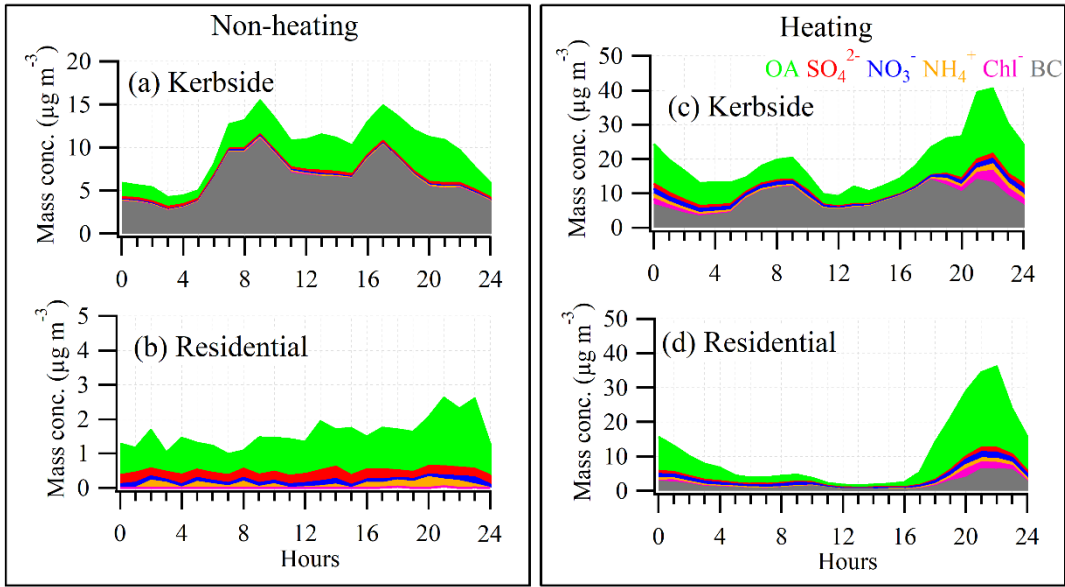 Non-heating
(a) Kerbside
Mass conc. (µg m⁻³)
20
15
10
5
0
0 4 8 12 16 20 24
(b) Residential
Mass conc. (µg m⁻³)
5
4
3
2
1
0
0 4 8 12 16 20 24
Hours
Heating
OA SO₄²⁻ NO₃⁻ NH₄⁺ Chl⁻ BC
(c) Kerbside
Mass conc. (µg m⁻³)
50
40
30
20
10
0
0 4 8 12 16 20 24
(d) Residential
Mass conc. (µg m⁻³)
50
40
30
20
10
0
0 4 8 12 16 20 24
Hours